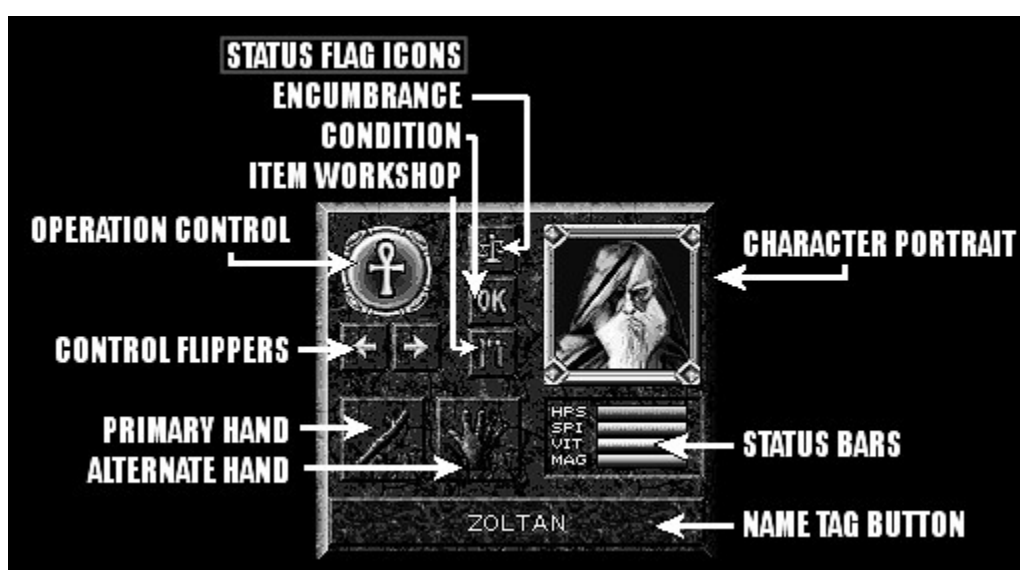 STATUS FLAG ICONS
ENCUMBRANCE
CONDITION
ITEM WORKSHOP
OPERATION CONTROL
CHARACTER PORTRAIT
OK
CONTROL FLIPPERS
HPS
SPI
VIT
MAG
PRIMARY HAND
ALTERNATE HAND
STATUS BARS
ZOLTAN
NAME TAG BUTTON